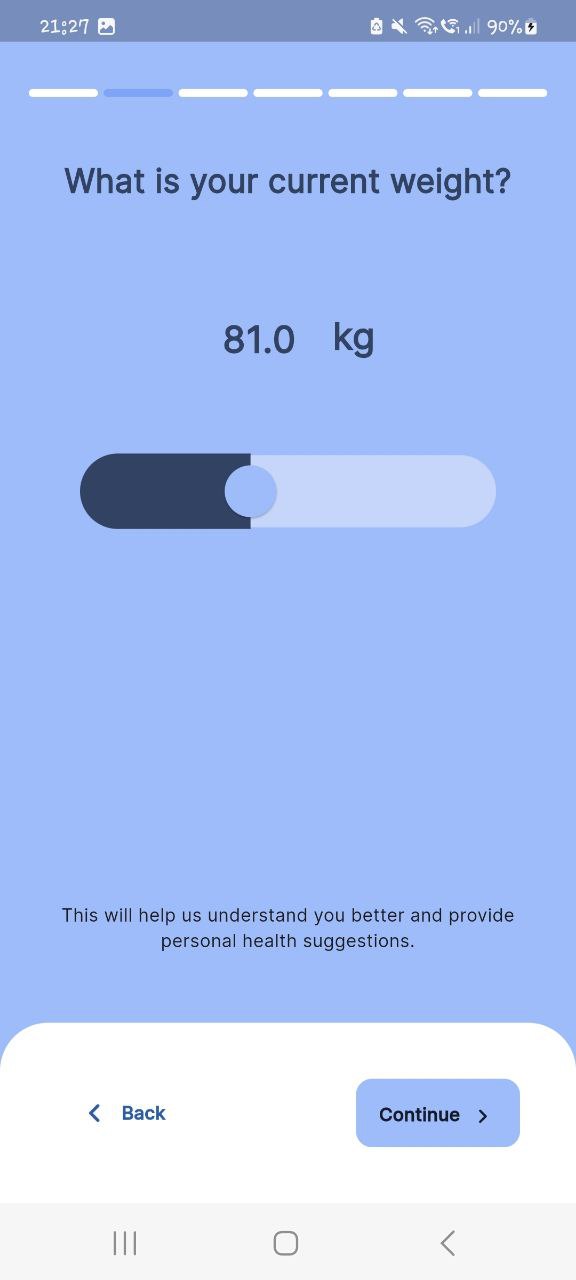 21:27 90%
What is your current weight?
81.0 kg
This will help us understand you better and provide
personal health suggestions.
Back Continue